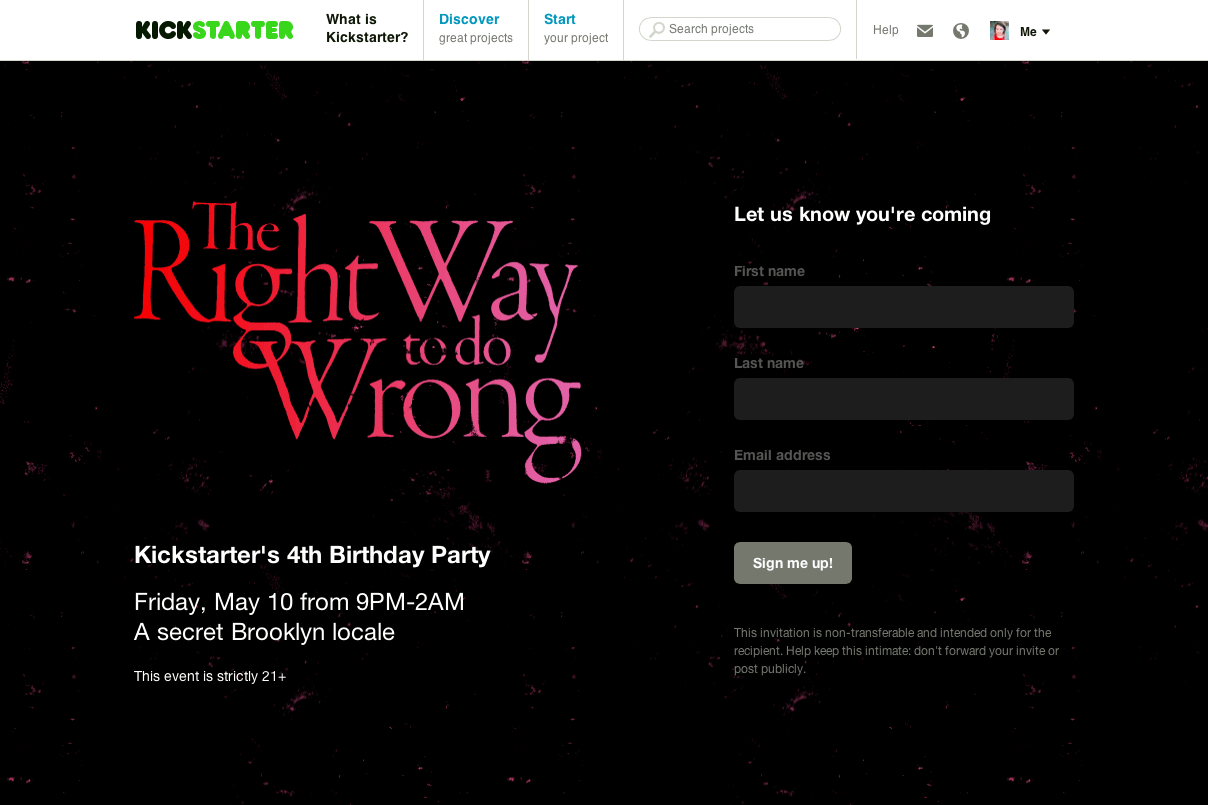 KICKSTARTER
What is
Kickstarter?
Discover
great projects
Start
your project
Search projects
Help
Me
The
Right Way
to do
Wrong
Kickstarter's 4th Birthday Party
Friday, May 10 from 9PM-2AM
A secret Brooklyn locale
This event is strictly 21+
Let us know you're coming
First name
Last name
Email address
Sign me up!
This invitation is non-transferable and intended only for the
recipient. Help keep this intimate: don't forward your invite or
post publicly.